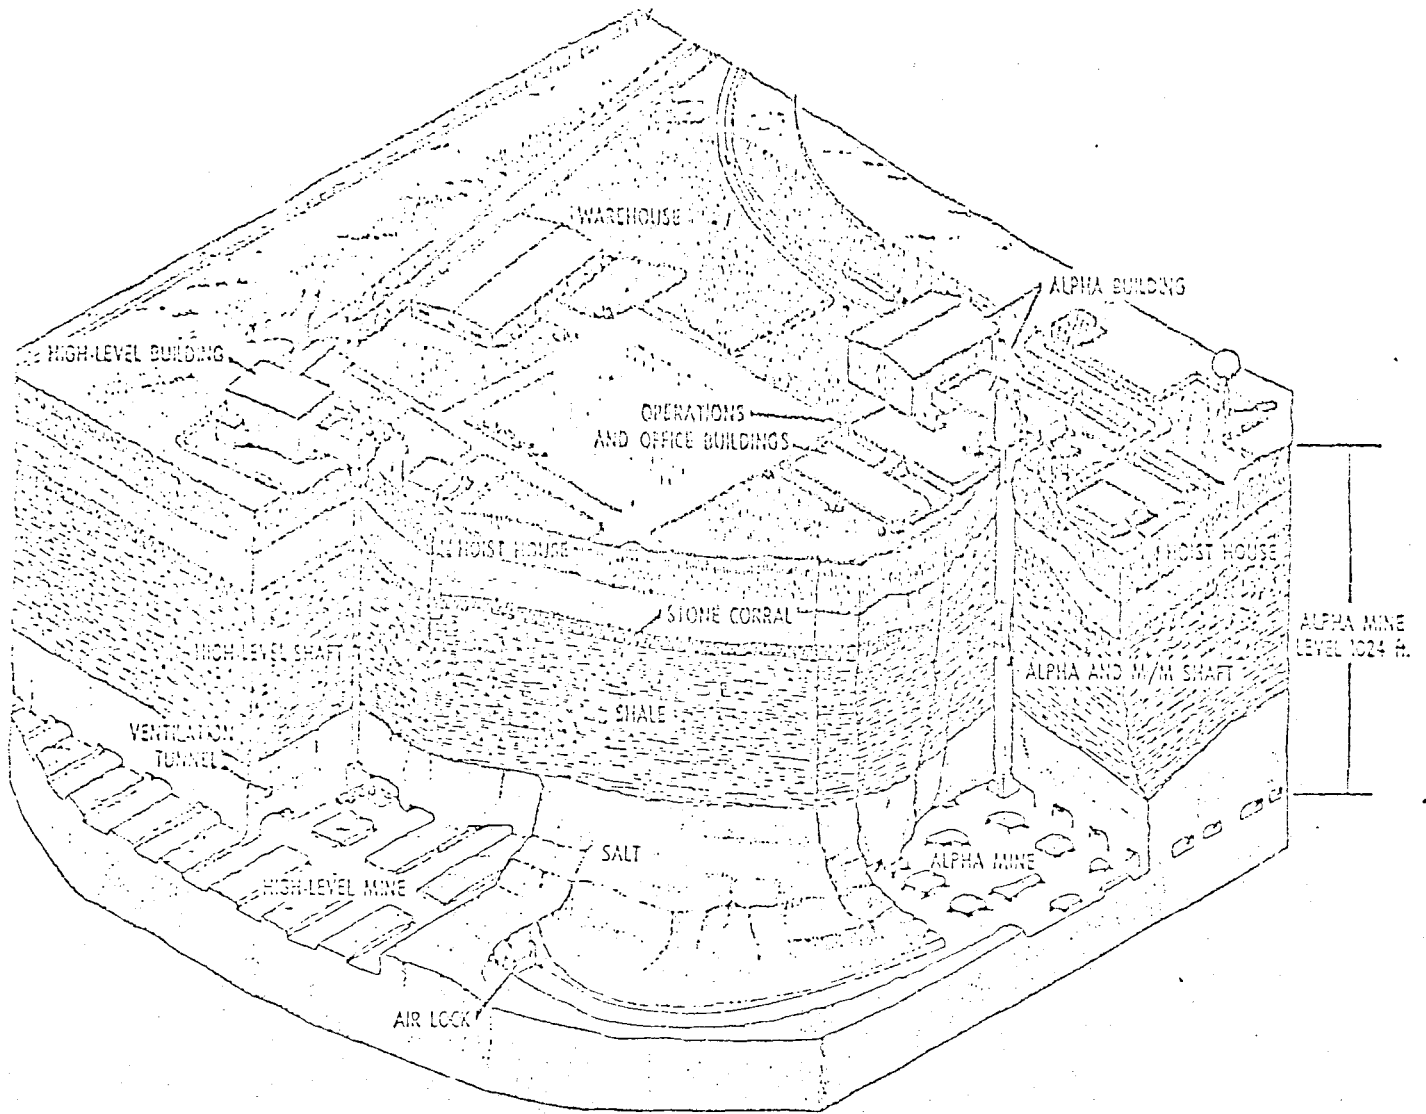 WAREHOUSE
ALPHA BUILDING
HIGH-LEVEL BUILDING
OPERATIONS
AND OFFICE BUILDINGS
HOIST HOUSE
HOIST HOUSE
STONE CORRAL
ALPHA MINE
LEVEL 1024 ft.
HIGH-LEVEL SHAFT
ALPHA AND M/M SHAFT
SHALE
VENTILATION
TUNNEL
SALT
ALPHA MINE
HIGH-LEVEL MINE
AIR LOCK